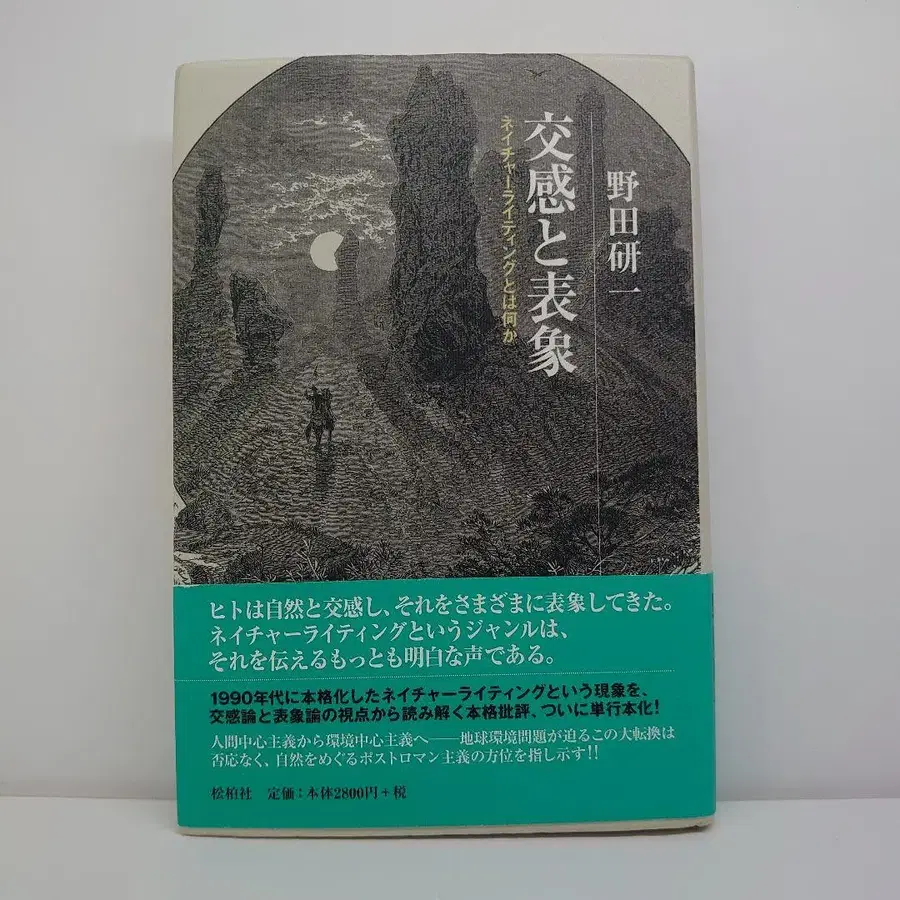 野田研一
交感と表象
ネイチャーライティングとは何か
ヒトは自然と交感し、それをさまざまに表象してきた。
ネイチャーライティングというジャンルは、
それを伝えるもっとも明白な声である。
1990年代に本格化したネイチャーライティングという現象を、
交感論と表象論の視点から読み解く本格批評、ついに単行本化!
人間中心主義から環境中心主義へ——地球環境問題が迫るこの大転換は
否応なく、自然をめぐるポストロマン主義の方位を指し示す!!
松柏社 定価:本体2800円+税